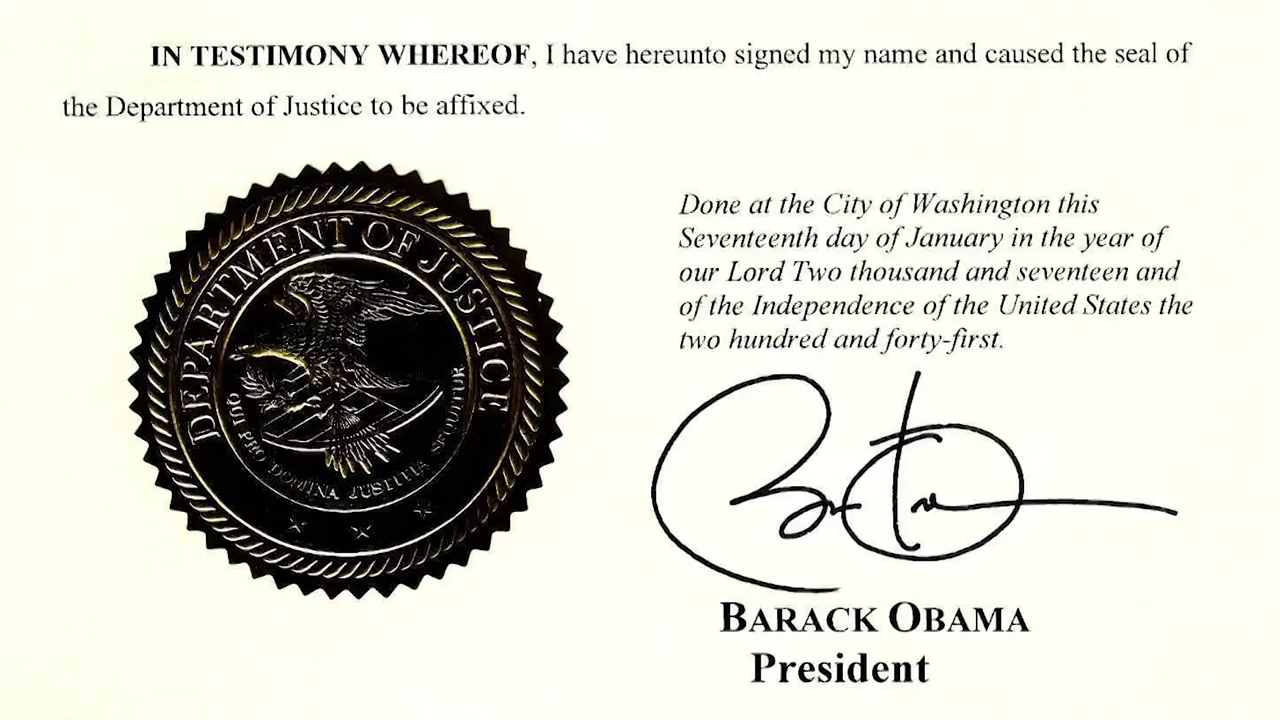 IN TESTIMONY WHEREOF, I have hereunto signed my name and caused the seal of
the Department of Justice to be affixed.
DEPARTMENT OF JUSTICE
QUI PRO DOMINA JUSTITIA SEQUITUR
Done at the City of Washington this
Seventeenth day of January in the year of
our Lord Two thousand and seventeen and
of the Independence of the United States the
two hundred and forty-first.
BARACK OBAMA
President